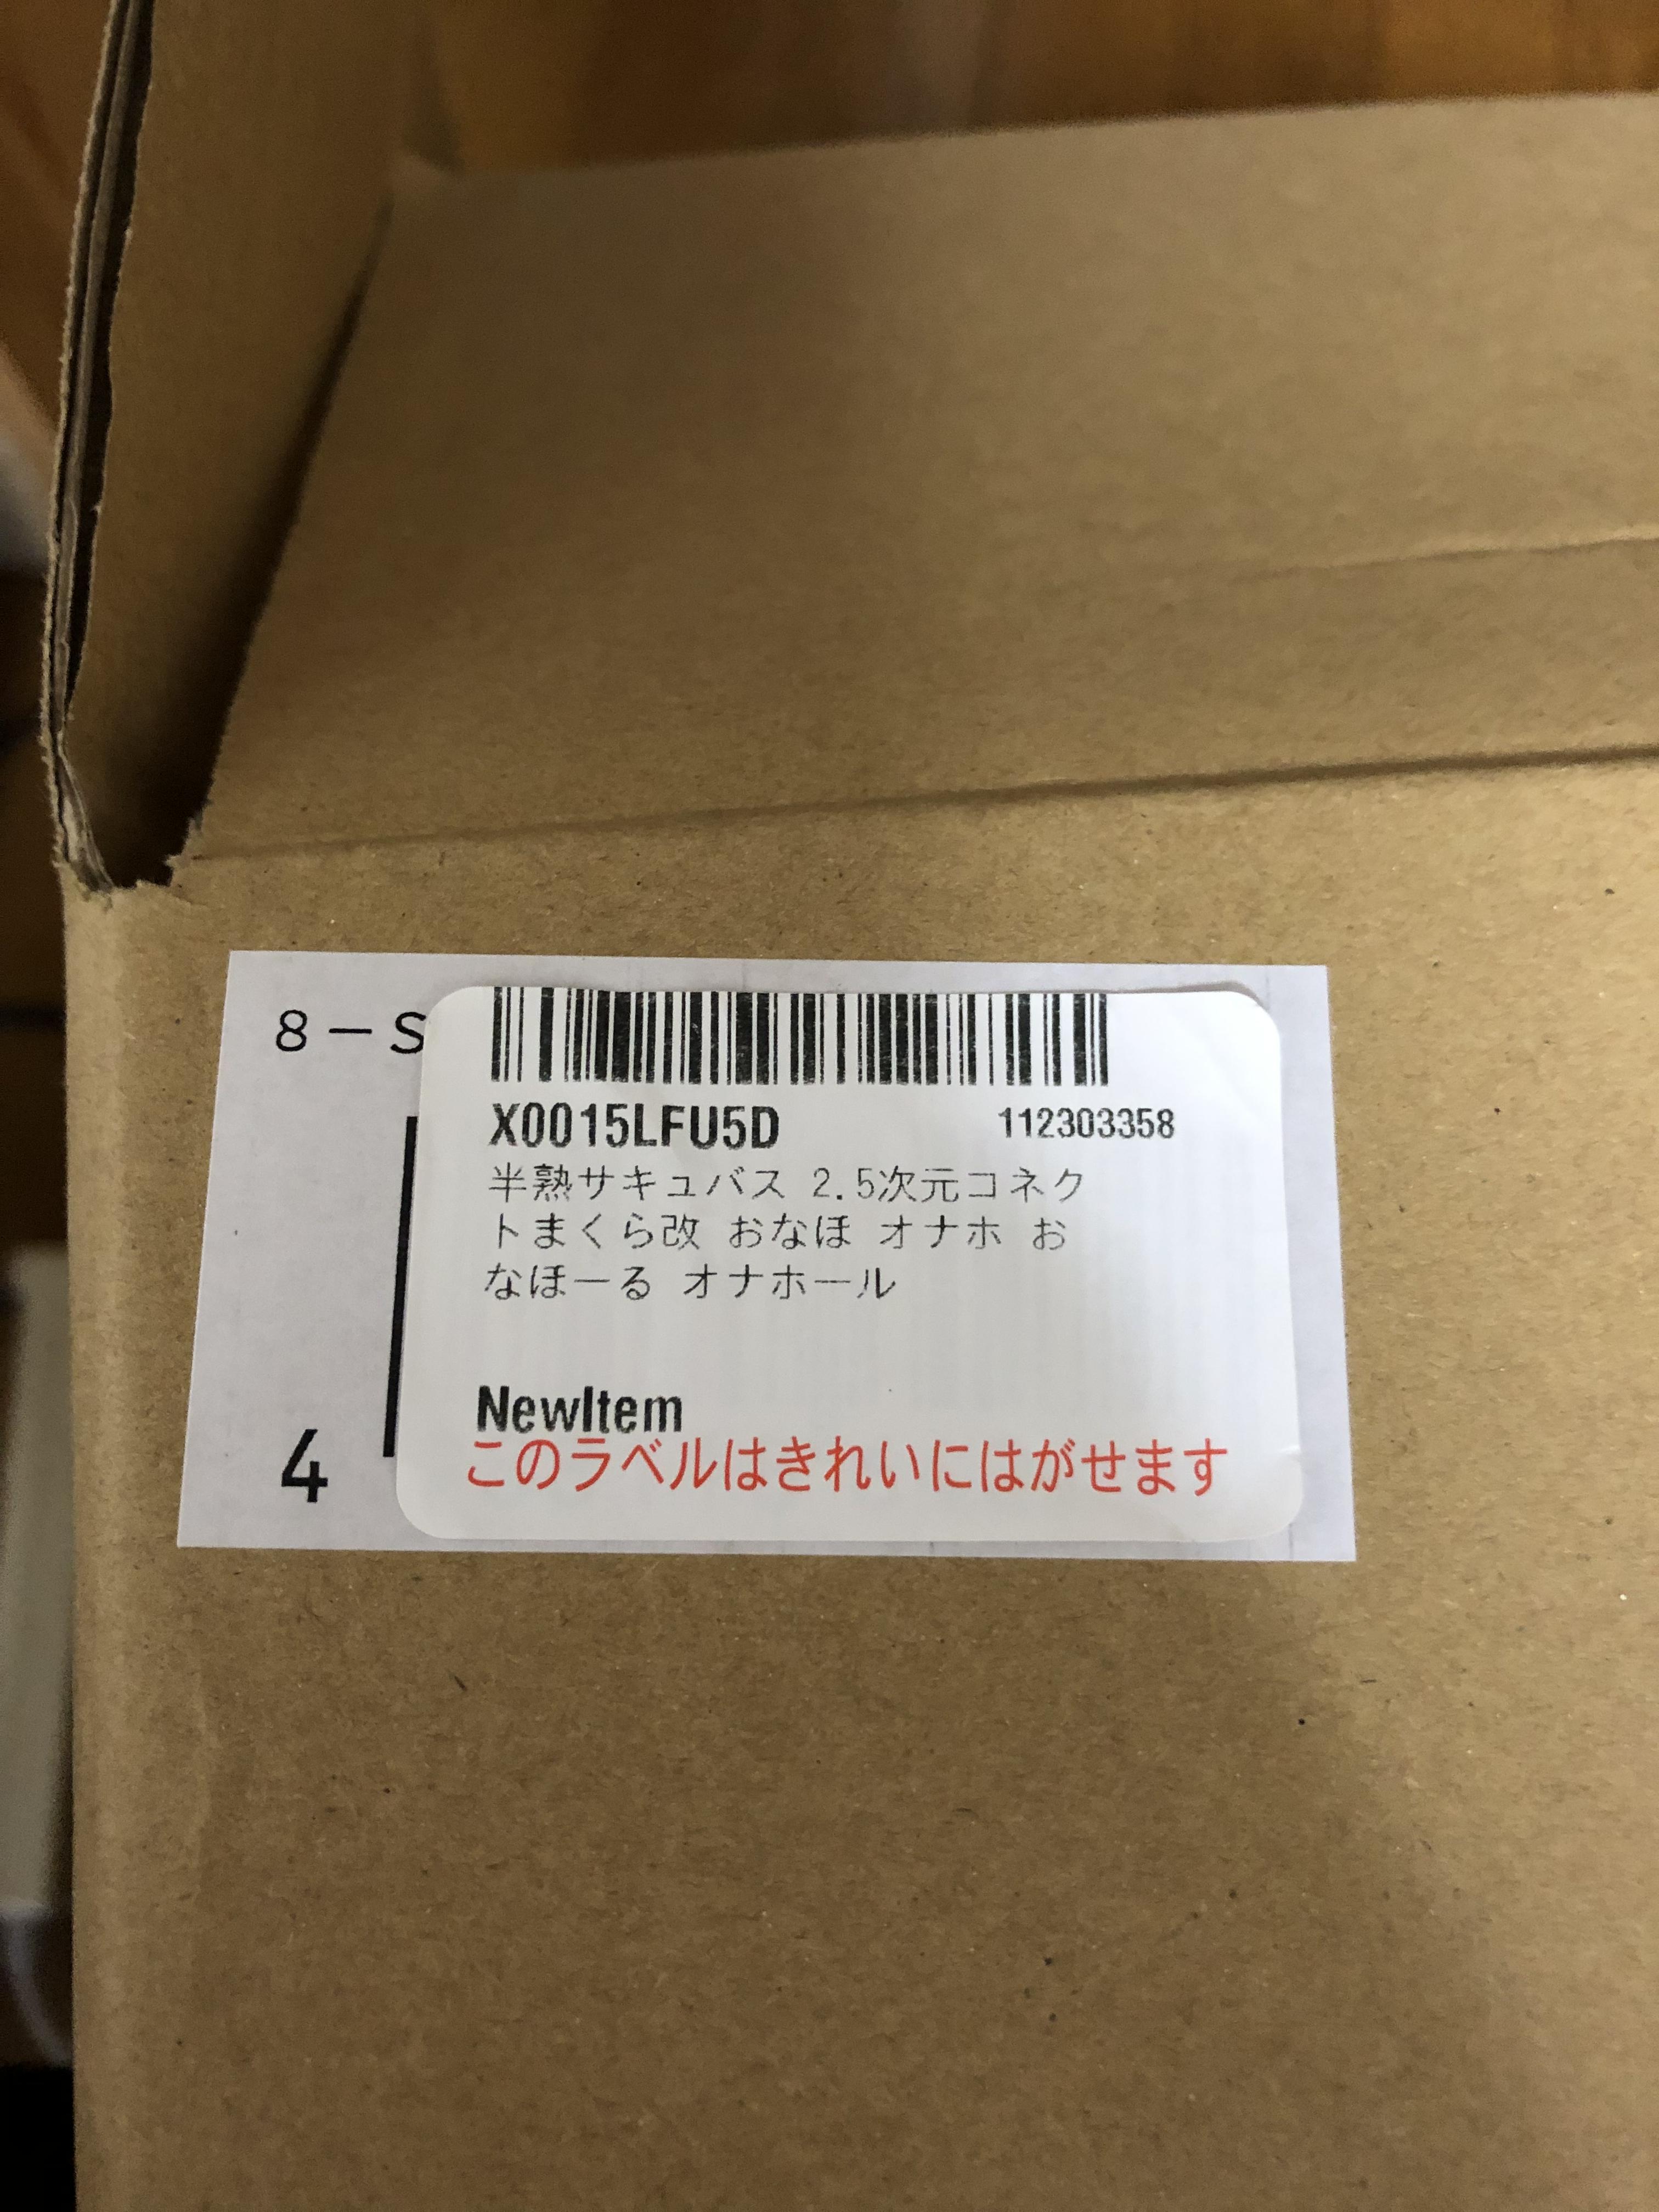 8-S
X0015LFU5D 112303358
半熟サキュバス 2.5次元コネク
トまくら改 おなほ オナホ お
なほーる オナホール
NewItem
このラベルはきれいにはがせます
4